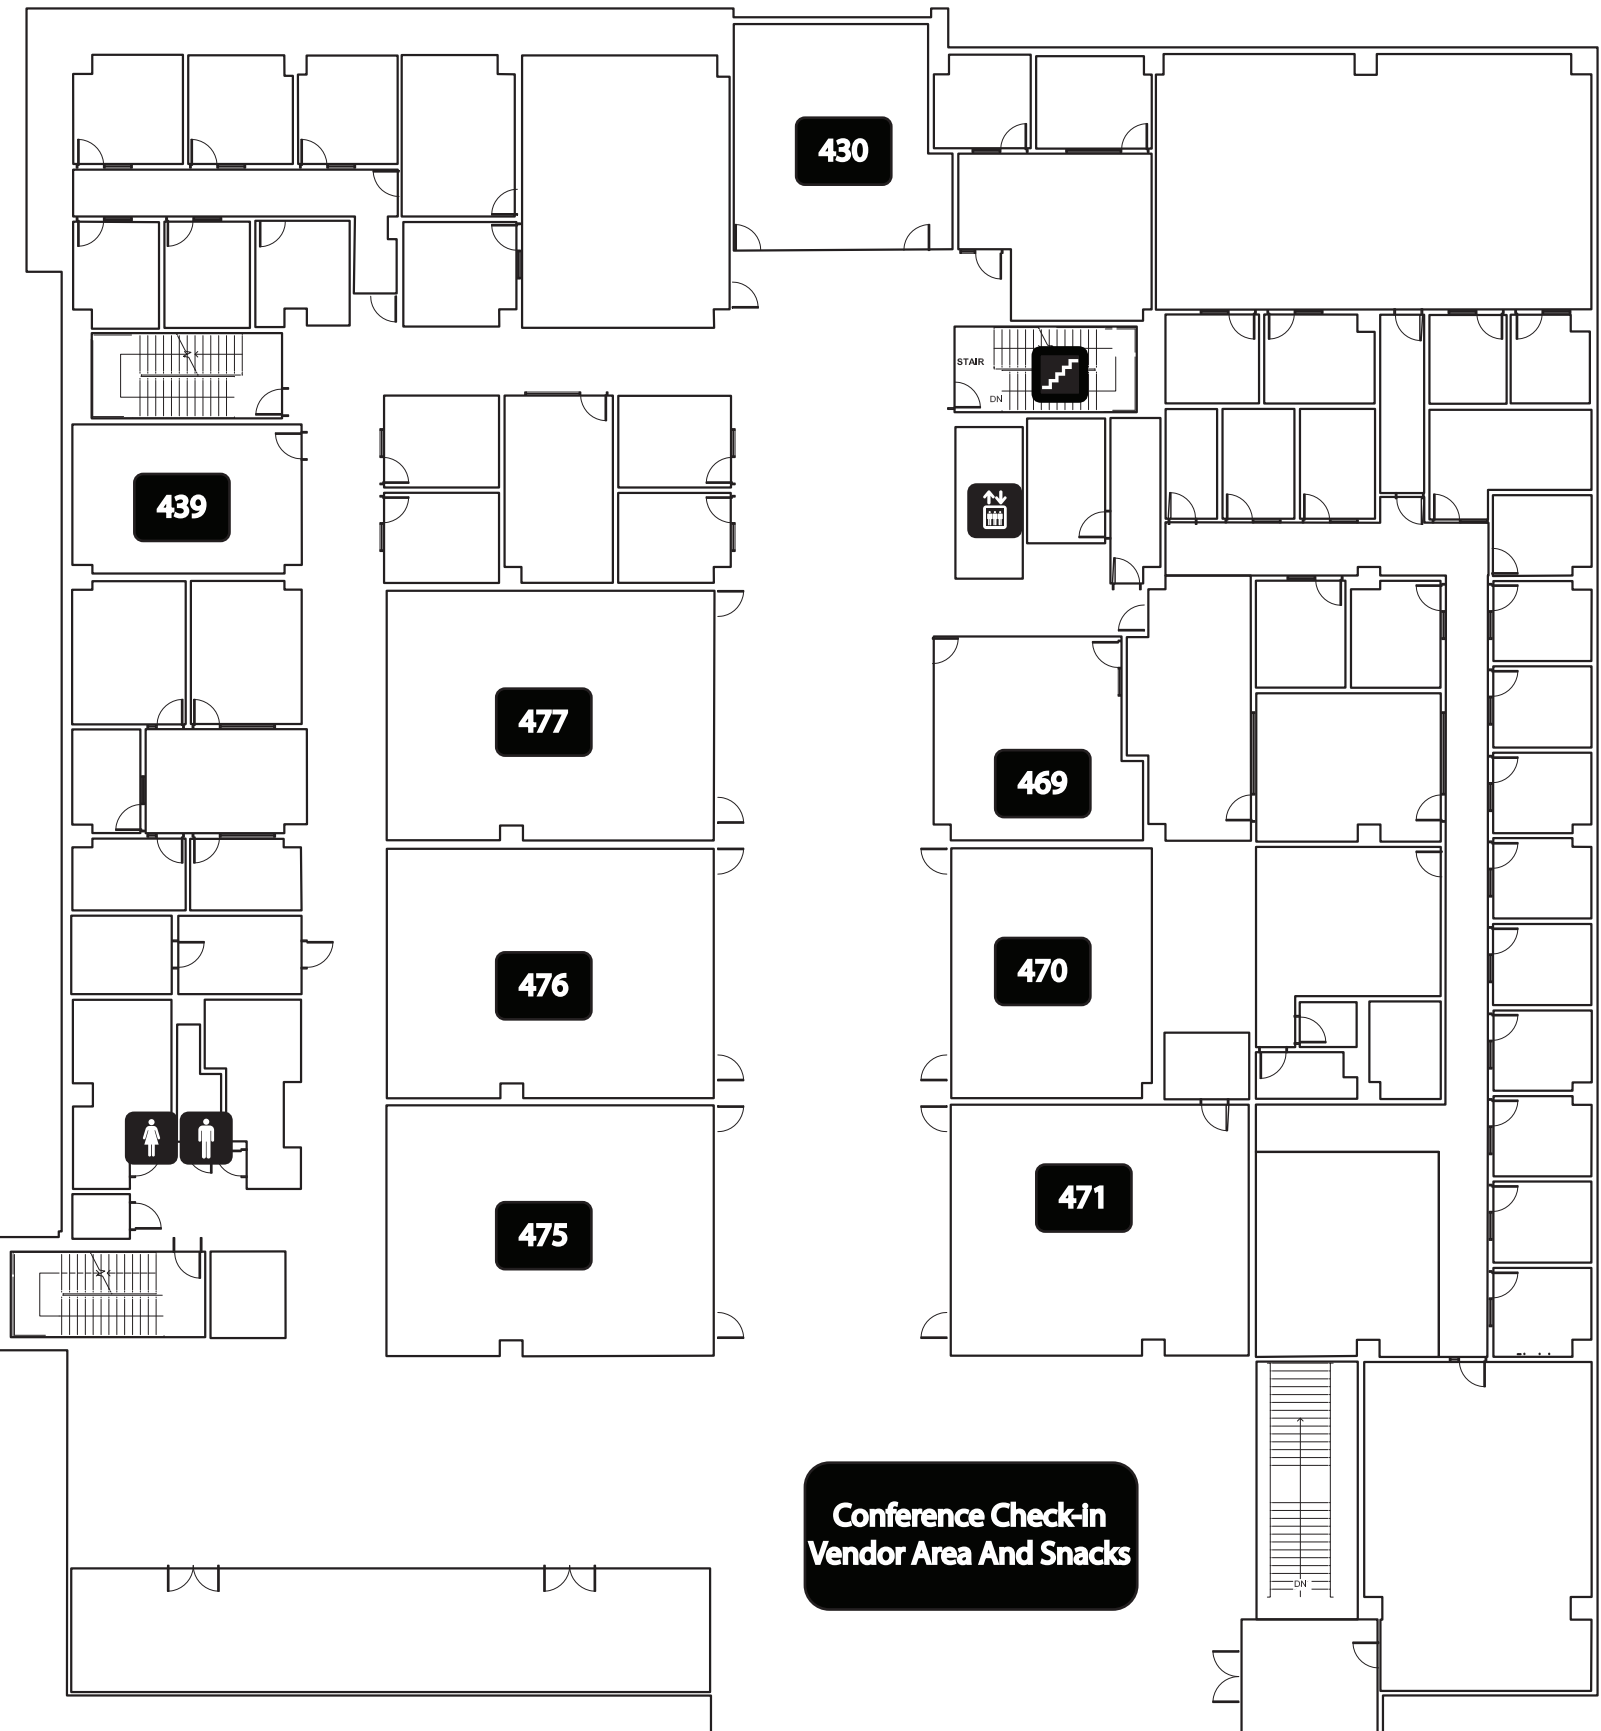 430
STAIR
DN
439
477
469
476
470
471
475
Conference Check-in
Vendor Area And Snacks
DN